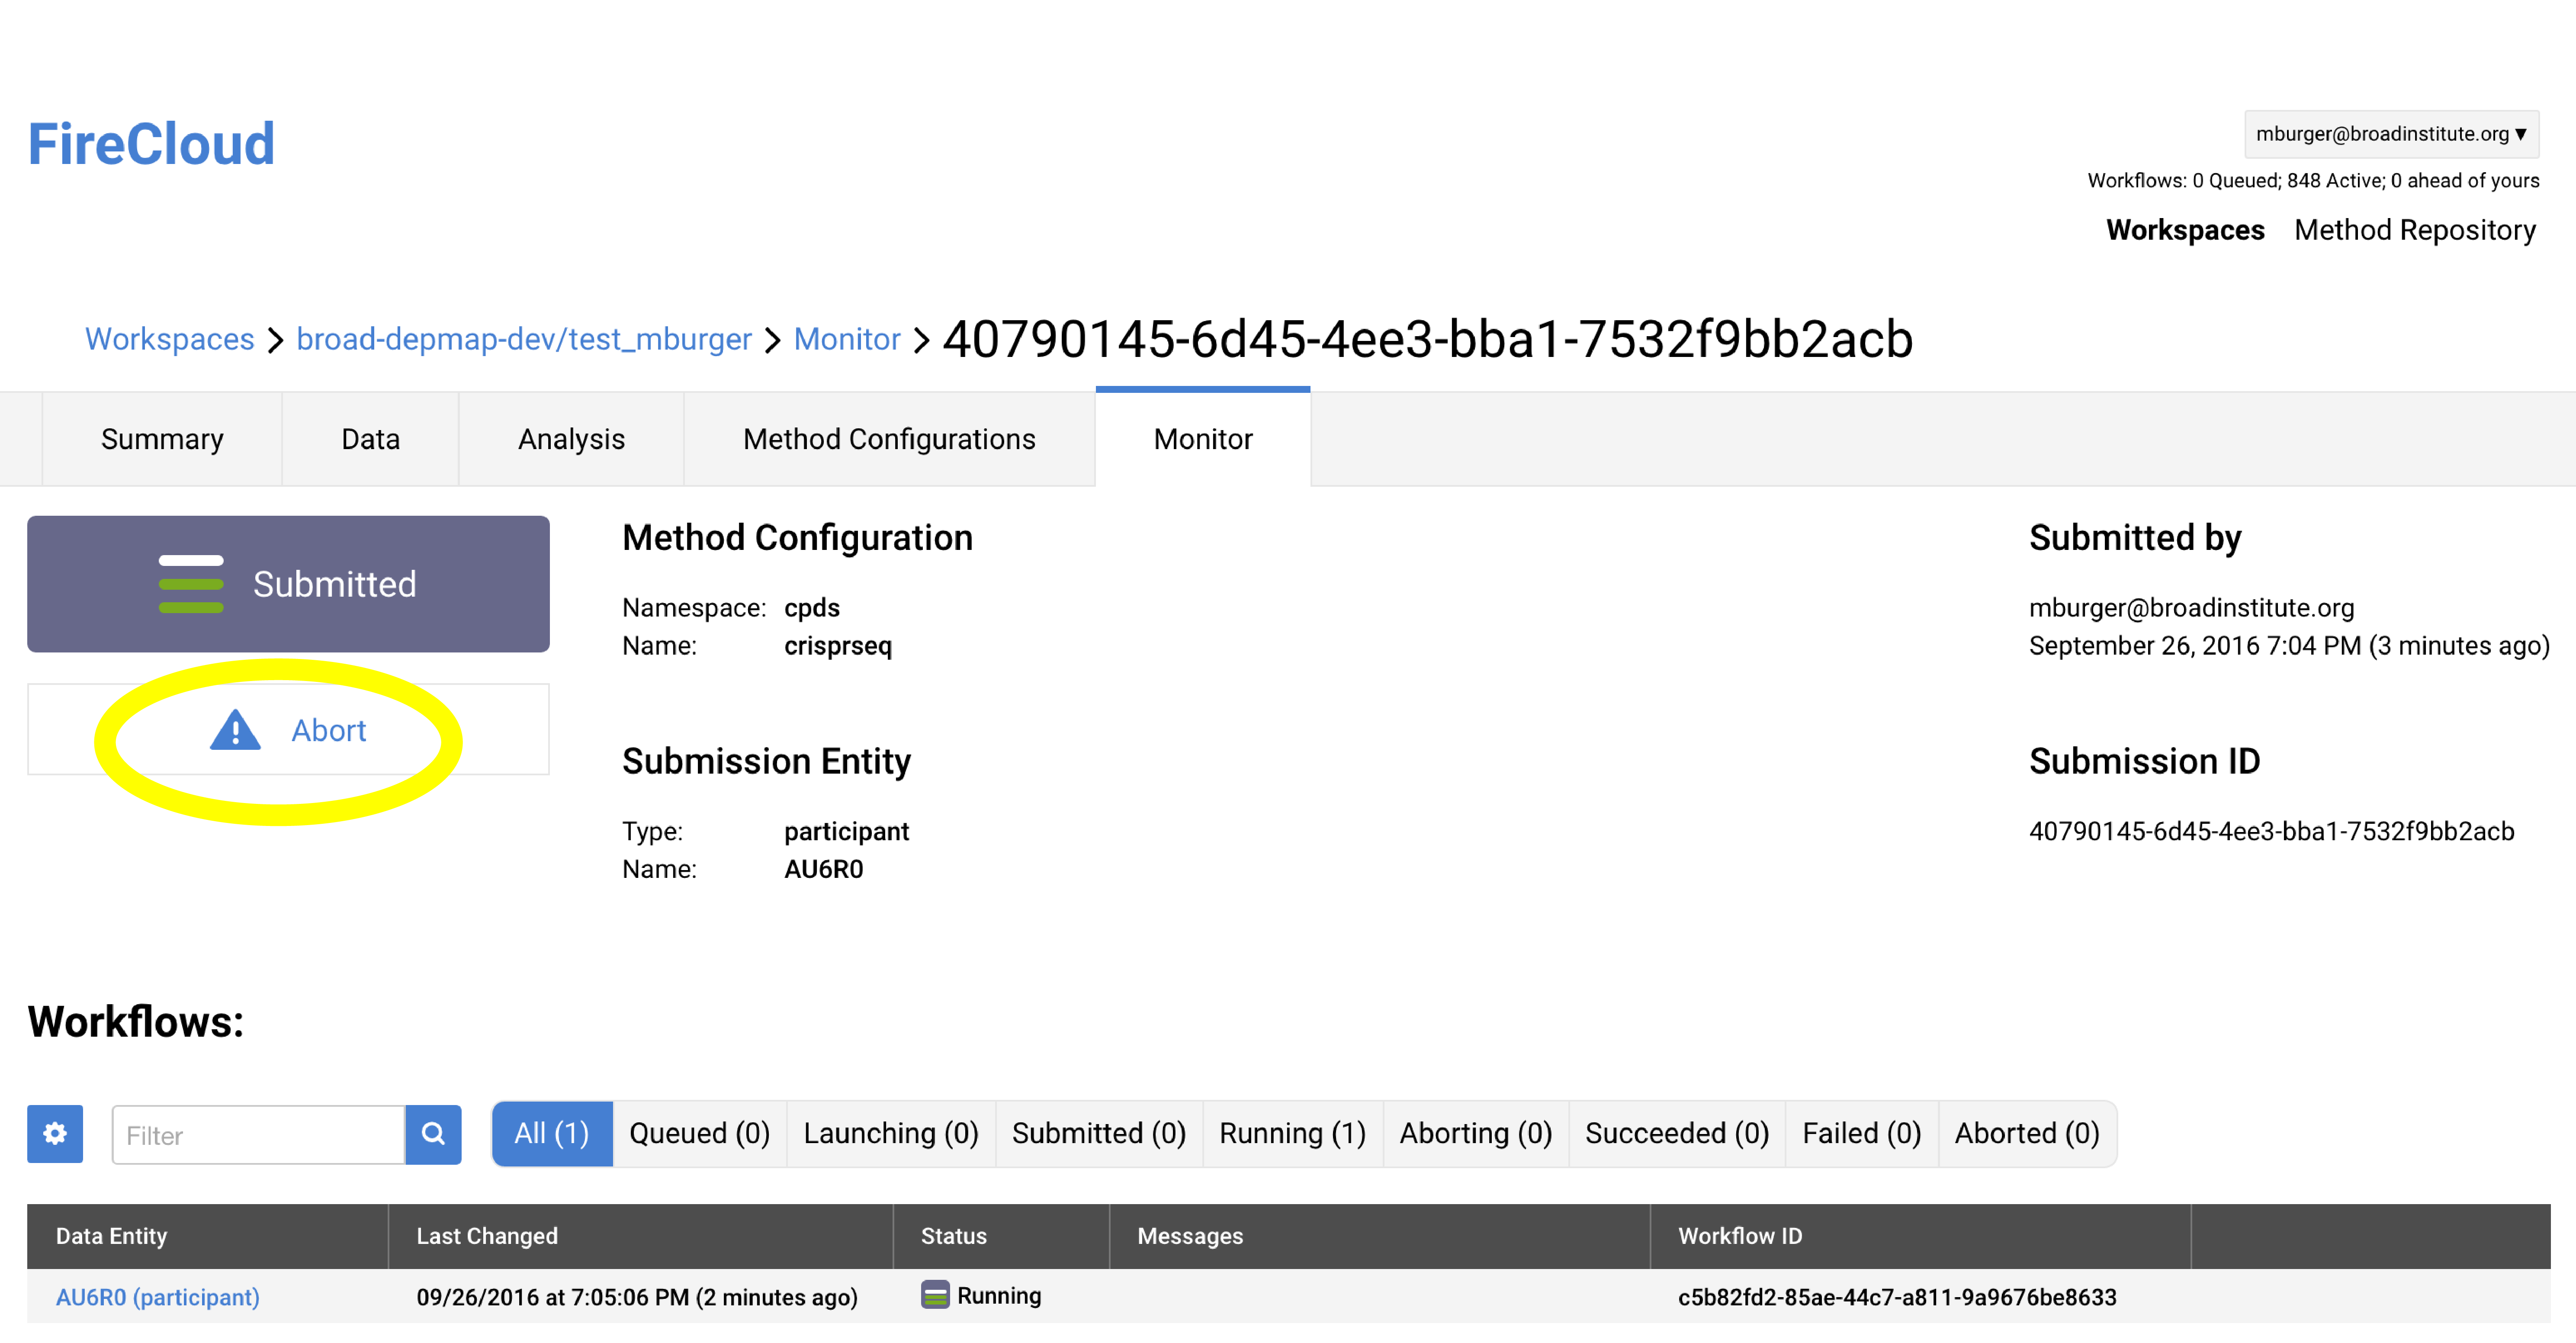 FireCloud
mburger@broadinstitute.org ▼
Workflows: 0 Queued; 848 Active; 0 ahead of yours
Workspaces Method Repository
Workspaces > broad-depmap-dev/test_mburger > Monitor > 40790145-6d45-4ee3-bba1-7532f9bb2acb
Summary Data Analysis Method Configurations Monitor
Submitted
Abort
Method Configuration
Namespace: cpds
Name: crisprseq
Submission Entity
Type: participant
Name: AU6R0
Submitted by
mburger@broadinstitute.org
September 26, 2016 7:04 PM (3 minutes ago)
Submission ID
40790145-6d45-4ee3-bba1-7532f9bb2acb
Workflows:
Filter
All (1) Queued (0) Launching (0) Submitted (0) Running (1) Aborting (0) Succeeded (0) Failed (0) Aborted (0)
Data Entity Last Changed Status Messages Workflow ID
AU6R0 (participant) 09/26/2016 at 7:05:06 PM (2 minutes ago) Running c5b82fd2-85ae-44c7-a811-9a9676be8633